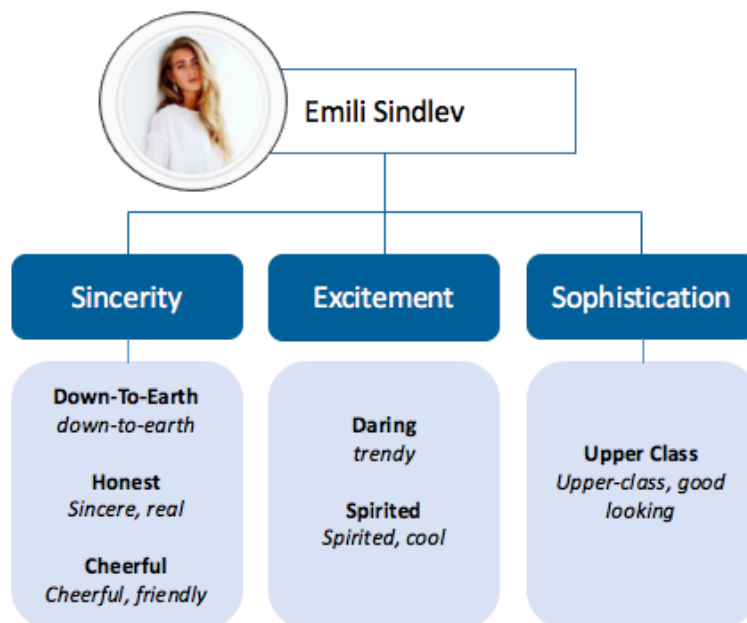 Emili Sindlev
Sincerity
Excitement
Sophistication
Down-To-Earth
down-to-earth
Honest
Sincere, real
Cheerful
Cheerful, friendly
Daring
trendy
Spirited
Spirited, cool
Upper Class
Upper-class, good
looking